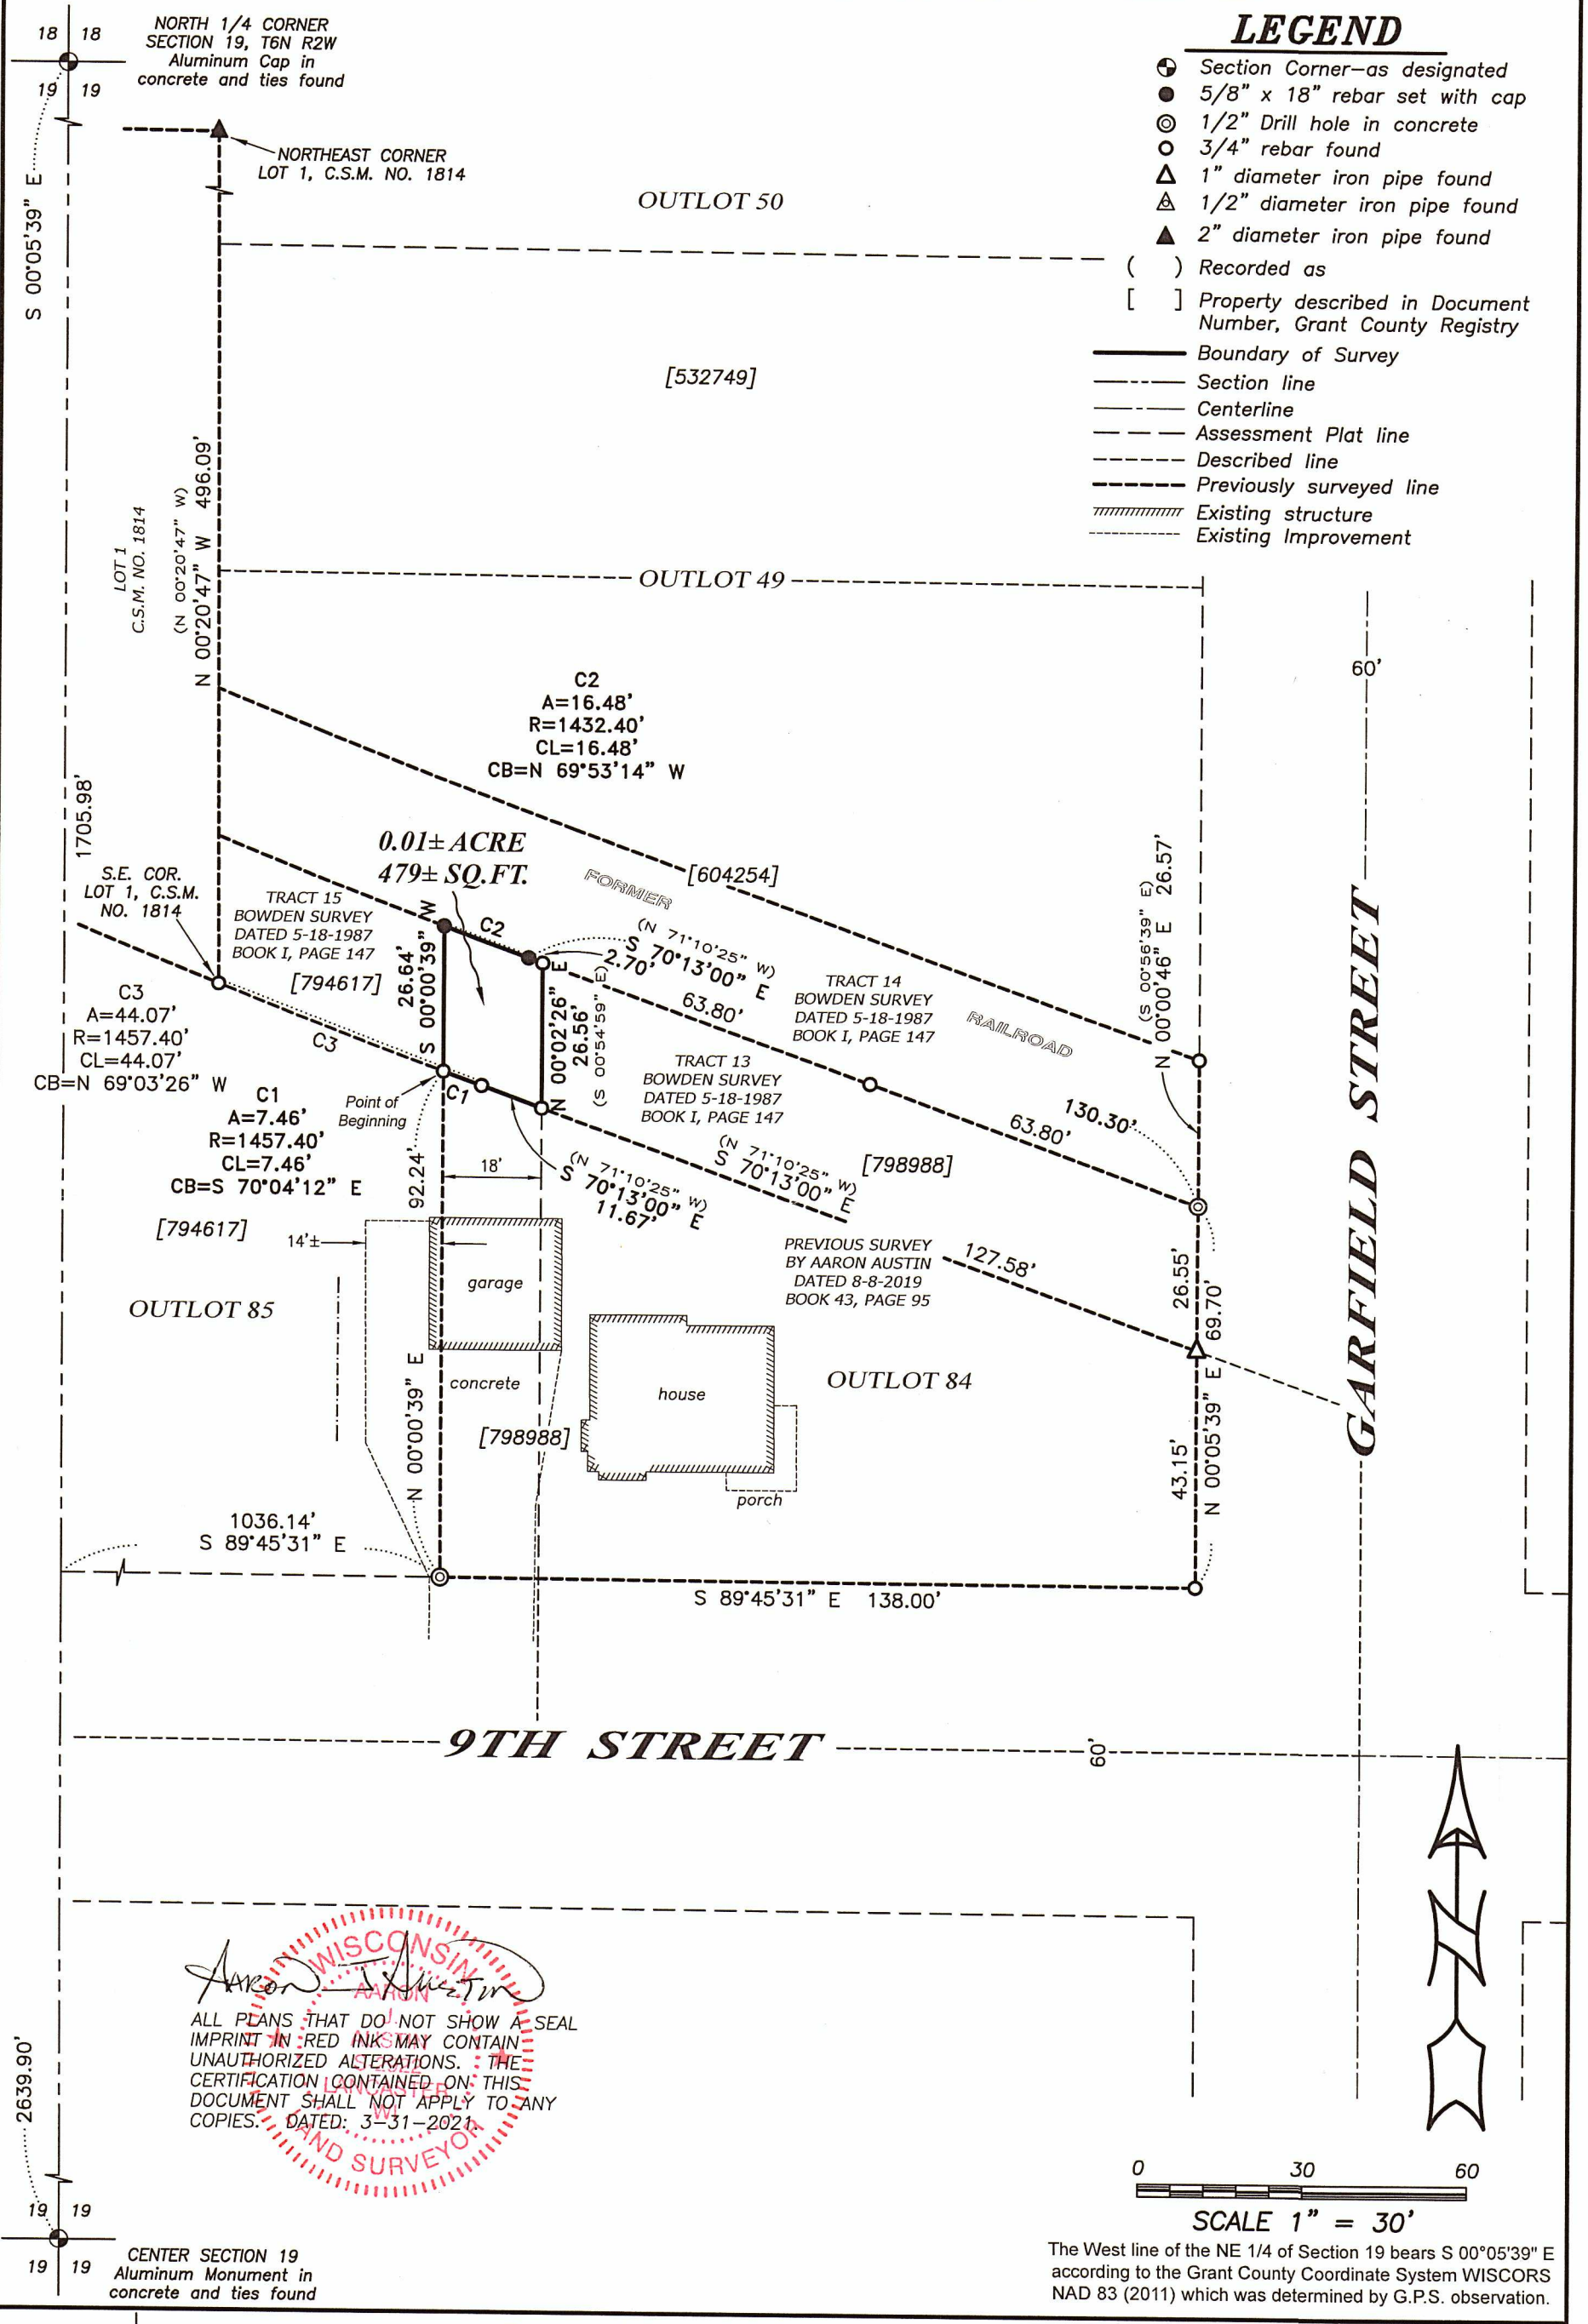 18 18
19 19
NORTH 1/4 CORNER
SECTION 19, T6N R2W
Aluminum Cap in
concrete and ties found
LEGEND
Section Corner-as designated
5/8" x 18" rebar set with cap
1/2" Drill hole in concrete
3/4" rebar found
1" diameter iron pipe found
1/2" diameter iron pipe found
2" diameter iron pipe found
( ) Recorded as
[ ] Property described in Document
Number, Grant County Registry
Boundary of Survey
Section line
Centerline
Assessment Plat line
Described line
Previously surveyed line
Existing structure
Existing Improvement
NORTHEAST CORNER
LOT 1, C.S.M. NO. 1814
S 00°05'39" E
OUTLOT 50
[532749]
LOT 1
C.S.M. NO. 1814
(N 00°20'47" W)
N 00°20'47" W 496.09'
OUTLOT 49
60'
C2
A=16.48'
R=1432.40'
CL=16.48'
CB=N 69°53'14" W
1705.98'
0.01± ACRE
479± SQ.FT.
S.E. COR.
LOT 1, C.S.M.
NO. 1814
TRACT 15
BOWDEN SURVEY
DATED 5-18-1987
BOOK I, PAGE 147
[794617]
[604254]
FORMER
RAILROAD
C2
26.64'
S 00°00'39" W
(N 71°10'25" W)
S 70°13'00" E
2.70'
63.80'
N 00°02'26" E
26.56'
(S 00°54'59" E)
TRACT 14
BOWDEN SURVEY
DATED 5-18-1987
BOOK I, PAGE 147
(S 00°56'39" E)
N 00°00'46" E 26.57'
C3
A=44.07'
R=1457.40'
CL=44.07'
CB=N 69°03'26" W
C3
C1
A=7.46'
R=1457.40'
CL=7.46'
CB=S 70°04'12" E
Point of
Beginning
C1
TRACT 13
BOWDEN SURVEY
DATED 5-18-1987
BOOK I, PAGE 147
130.30'
63.80'
92.24'
18'
(N 71°10'25" W)
S 70°13'00" E
11.67'
(N 71°10'25" W)
S 70°13'00" E
[798988]
GARFIELD STREET
[794617]
14'±
garage
PREVIOUS SURVEY
BY AARON AUSTIN
DATED 8-8-2019
BOOK 43, PAGE 95
127.58'
26.55'
69.70'
OUTLOT 85
N 00°00'39" E
concrete
house
OUTLOT 84
[798988]
porch
43.15'
N 00°05'39" E
1036.14'
S 89°45'31" E
S 89°45'31" E 138.00'
9TH STREET
60'
Aaron J Austin
WISCONSIN
AARON
J.
AUSTIN
LANCASTER
WI
LAND SURVEYOR
ALL PLANS THAT DO NOT SHOW A SEAL
IMPRINT IN RED INK MAY CONTAIN
UNAUTHORIZED ALTERATIONS. THE
CERTIFICATION CONTAINED ON THIS
DOCUMENT SHALL NOT APPLY TO ANY
COPIES. DATED: 3-31-2021
2639.90'
N
0 30 60
SCALE 1" = 30'
19 19
19 19
CENTER SECTION 19
Aluminum Monument in
concrete and ties found
The West line of the NE 1/4 of Section 19 bears S 00°05'39" E
according to the Grant County Coordinate System WISCORS
NAD 83 (2011) which was determined by G.P.S. observation.